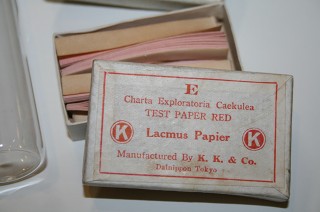 E
Charta Exploratoria Caekulea
TEST PAPER RED
K Lacmus Papier K
Manufactured By K. K. & Co.
Dainippon Tokyo